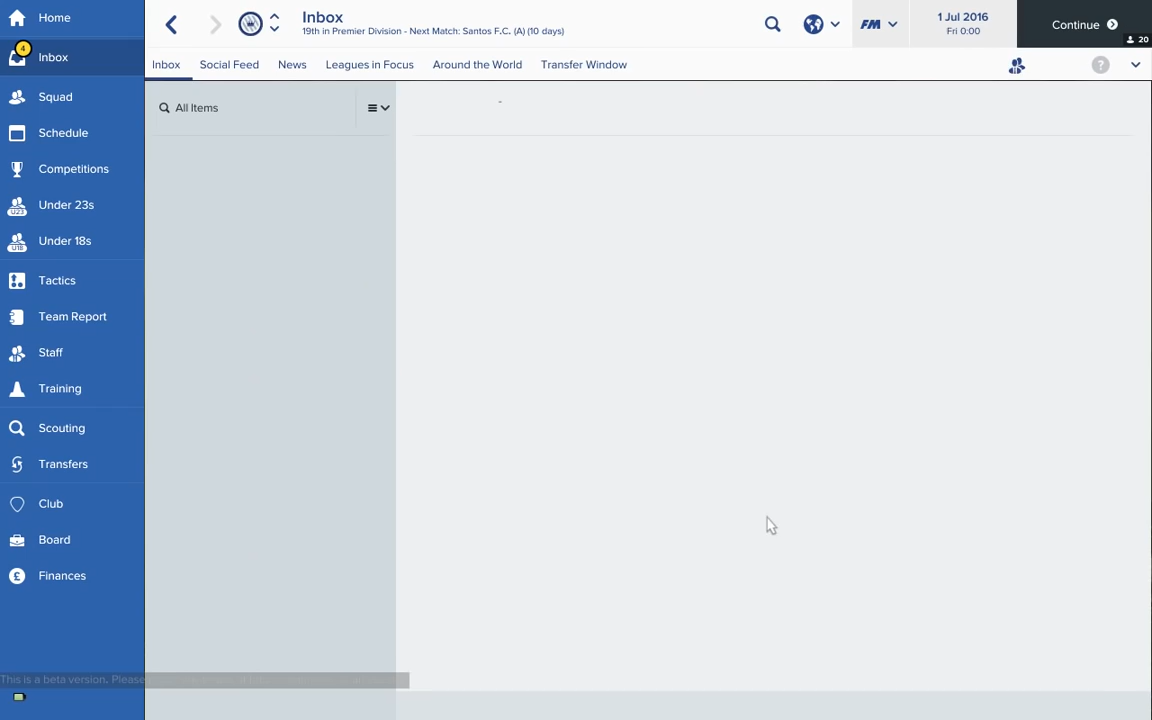 Home
4
Inbox
Squad
Schedule
Competitions
U23
Under 23s
U18
Under 18s
Tactics
Team Report
Staff
Training
Scouting
Transfers
Club
Board
£
Finances
Inbox
19th in Premier Division - Next Match: Santos F.C. (A) (10 days)
FM
1 Jul 2016
Fri 0:00
Continue
20
Inbox
Social Feed
News
Leagues in Focus
Around the World
Transfer Window
?
All Items
-
This is a beta version. Please